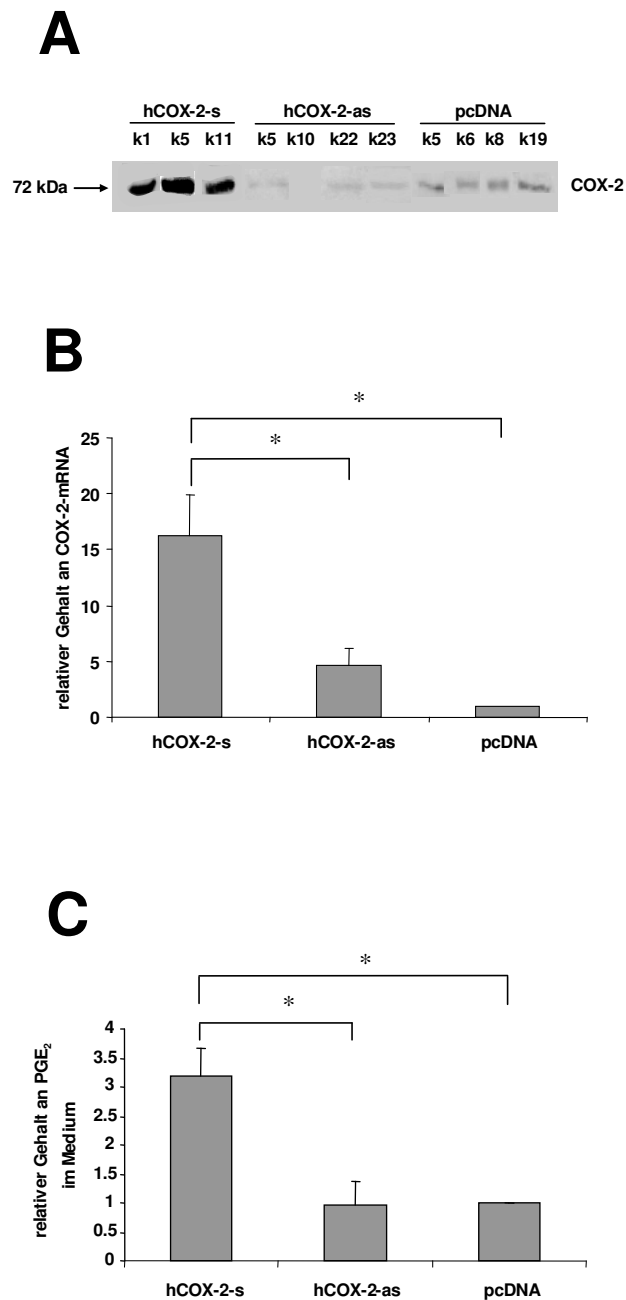 A
hCOX-2-s hCOX-2-as pcDNA
k1 k5 k11 k5 k10 k22 k23 k5 k6 k8 k19
72 kDa COX-2
B
*
*
relativer Gehalt an COX-2-mRNA
25
20
15
10
5
0
hCOX-2-s hCOX-2-as pcDNA
C
*
*
relativer Gehalt an PGE₂
im Medium
4
3.5
3
2.5
2
1.5
1
0.5
0
hCOX-2-s hCOX-2-as pcDNA